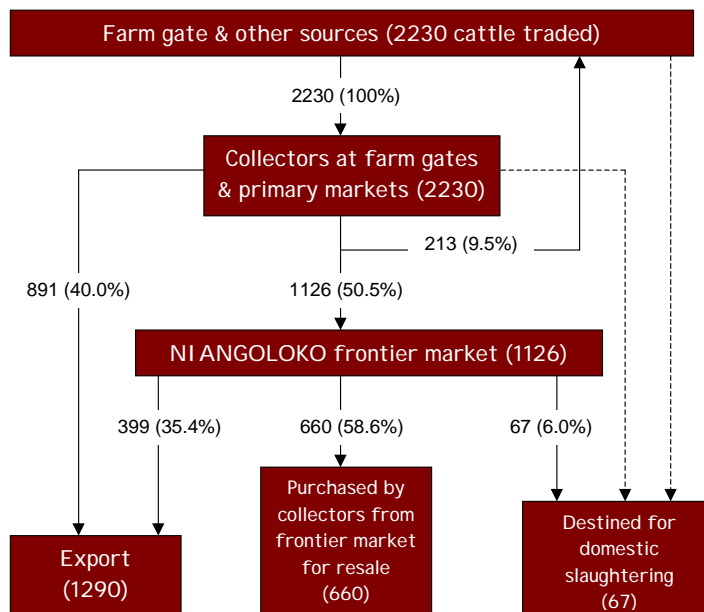 Farm gate & other sources (2230 cattle traded)
2230 (100%)
Collectors at farm gates
& primary markets (2230)
213 (9.5%)
891 (40.0%)
1126 (50.5%)
NIANGOLOKO frontier market (1126)
399 (35.4%)
660 (58.6%)
67 (6.0%)
Purchased by
collectors from
frontier market
for resale
(660)
Destined for
domestic
slaughtering
(67)
Export
(1290)